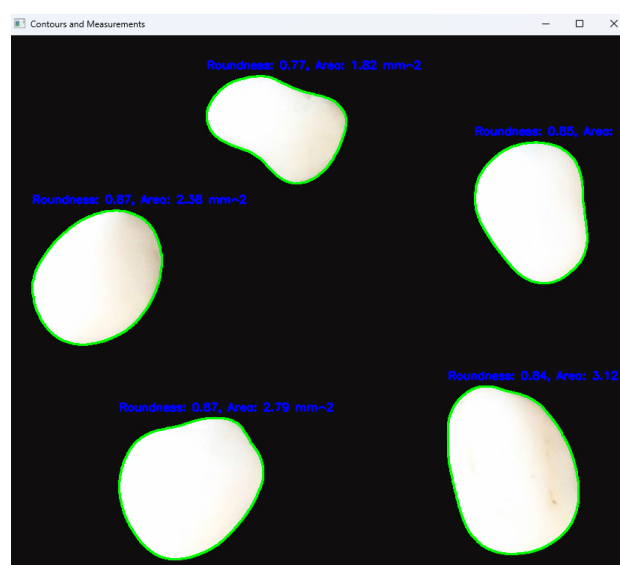 Contours and Measurements
Roundness: 0.77, Area: 1.82 mm^2
Roundness: 0.85, Area:
Roundness: 0.87, Area: 2.38 mm^2
Roundness: 0.84, Area: 3.12
Roundness: 0.87, Area: 2.79 mm^2